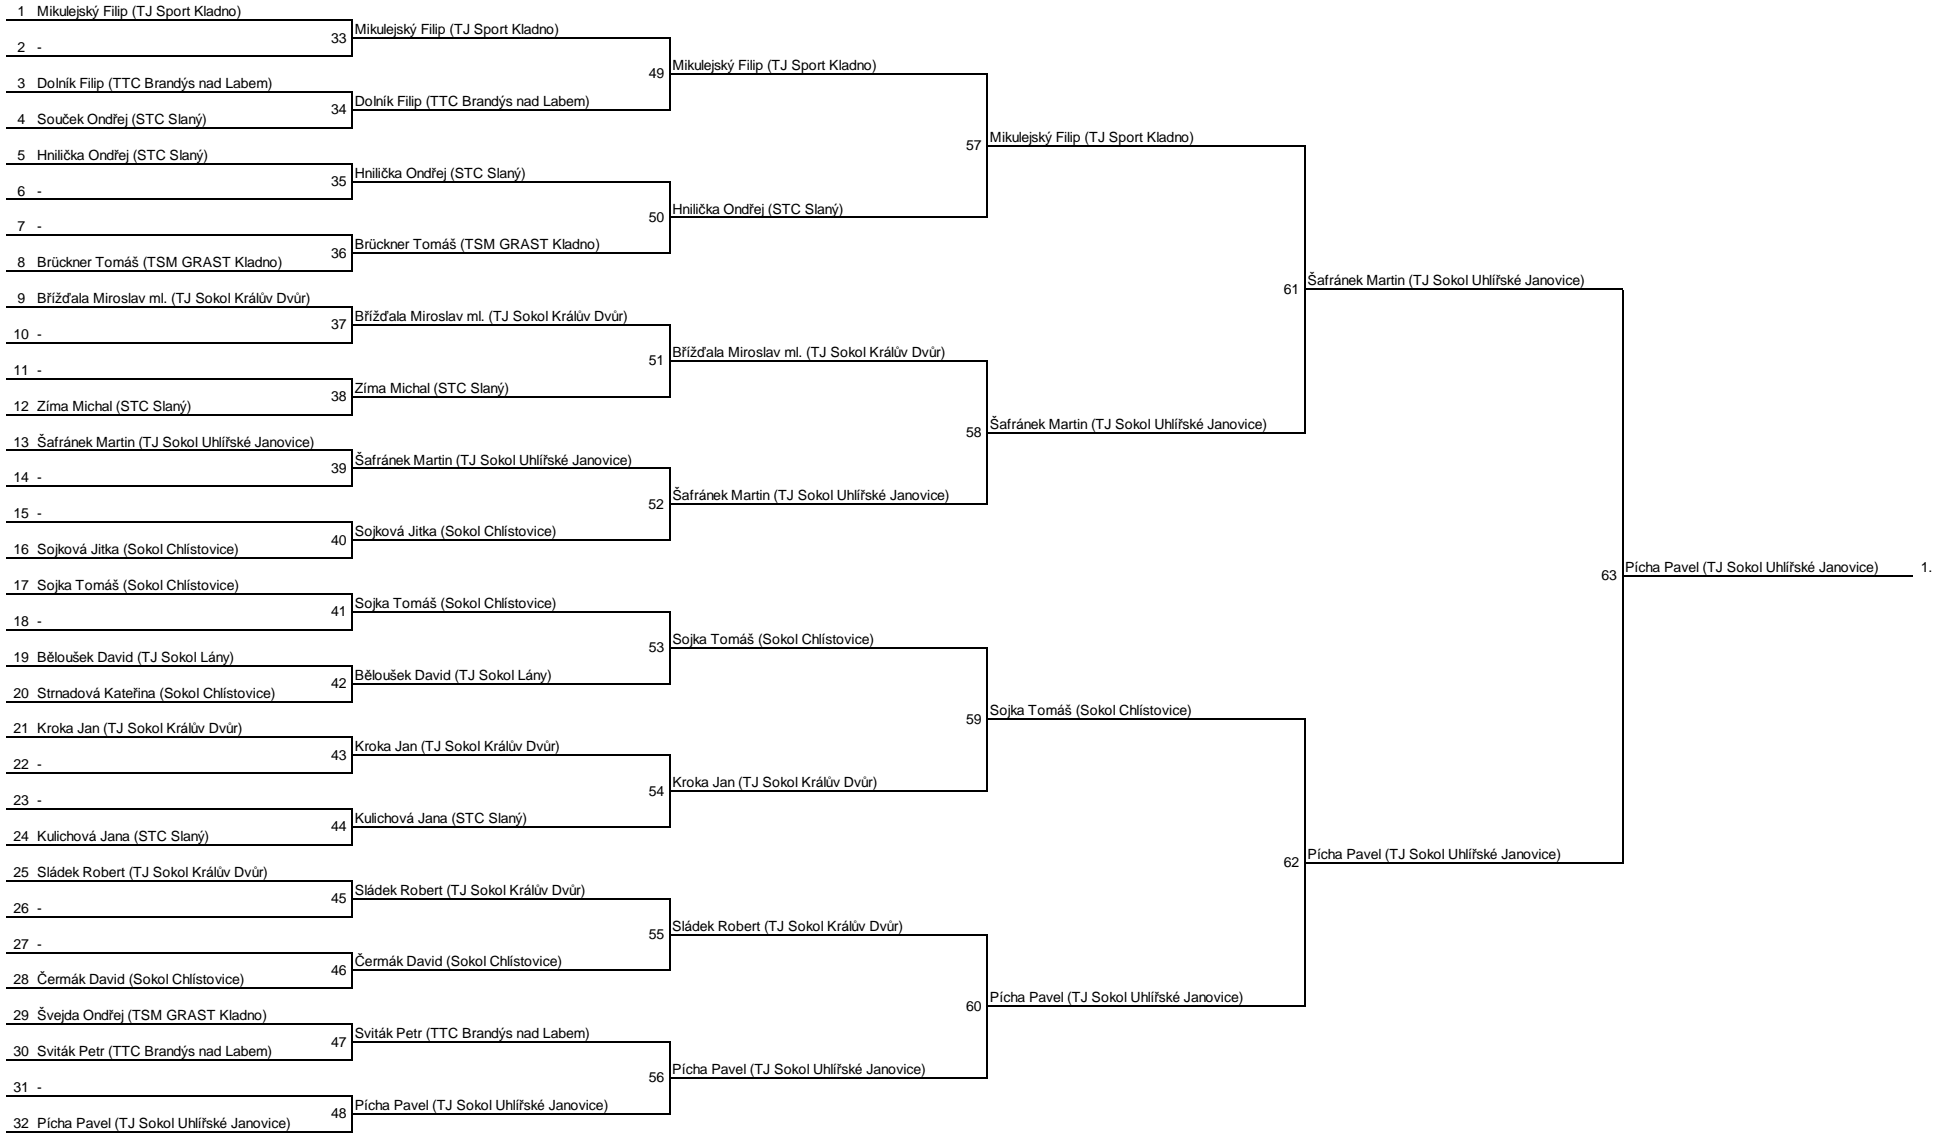 1 Mikulejský Filip (TJ Sport Kladno)
2 -
3 Dolník Filip (TTC Brandýs nad Labem)
4 Souček Ondřej (STC Slaný)
5 Hnilička Ondřej (STC Slaný)
6 -
7 -
8 Brückner Tomáš (TSM GRAST Kladno)
9 Břížďala Miroslav ml. (TJ Sokol Králův Dvůr)
10 -
11 -
12 Zíma Michal (STC Slaný)
13 Šafránek Martin (TJ Sokol Uhlířské Janovice)
14 -
15 -
16 Sojková Jitka (Sokol Chlístovice)
17 Sojka Tomáš (Sokol Chlístovice)
18 -
19 Běloušek David (TJ Sokol Lány)
20 Strnadová Kateřina (Sokol Chlístovice)
21 Kroka Jan (TJ Sokol Králův Dvůr)
22 -
23 -
24 Kulichová Jana (STC Slaný)
25 Sládek Robert (TJ Sokol Králův Dvůr)
26 -
27 -
28 Čermák David (Sokol Chlístovice)
29 Švejda Ondřej (TSM GRAST Kladno)
30 Sviták Petr (TTC Brandýs nad Labem)
31 -
32 Pícha Pavel (TJ Sokol Uhlířské Janovice)
33 Mikulejský Filip (TJ Sport Kladno)
34 Dolník Filip (TTC Brandýs nad Labem)
35 Hnilička Ondřej (STC Slaný)
36 Brückner Tomáš (TSM GRAST Kladno)
37 Břížďala Miroslav ml. (TJ Sokol Králův Dvůr)
38 Zíma Michal (STC Slaný)
39 Šafránek Martin (TJ Sokol Uhlířské Janovice)
40 Sojková Jitka (Sokol Chlístovice)
41 Sojka Tomáš (Sokol Chlístovice)
42 Běloušek David (TJ Sokol Lány)
43 Kroka Jan (TJ Sokol Králův Dvůr)
44 Kulichová Jana (STC Slaný)
45 Sládek Robert (TJ Sokol Králův Dvůr)
46 Čermák David (Sokol Chlístovice)
47 Sviták Petr (TTC Brandýs nad Labem)
48 Pícha Pavel (TJ Sokol Uhlířské Janovice)
49 Mikulejský Filip (TJ Sport Kladno)
50 Hnilička Ondřej (STC Slaný)
51 Břížďala Miroslav ml. (TJ Sokol Králův Dvůr)
52 Šafránek Martin (TJ Sokol Uhlířské Janovice)
53 Sojka Tomáš (Sokol Chlístovice)
54 Kroka Jan (TJ Sokol Králův Dvůr)
55 Sládek Robert (TJ Sokol Králův Dvůr)
56 Pícha Pavel (TJ Sokol Uhlířské Janovice)
57 Mikulejský Filip (TJ Sport Kladno)
58 Šafránek Martin (TJ Sokol Uhlířské Janovice)
59 Sojka Tomáš (Sokol Chlístovice)
60 Pícha Pavel (TJ Sokol Uhlířské Janovice)
61 Šafránek Martin (TJ Sokol Uhlířské Janovice)
62 Pícha Pavel (TJ Sokol Uhlířské Janovice)
63 Pícha Pavel (TJ Sokol Uhlířské Janovice) 1.